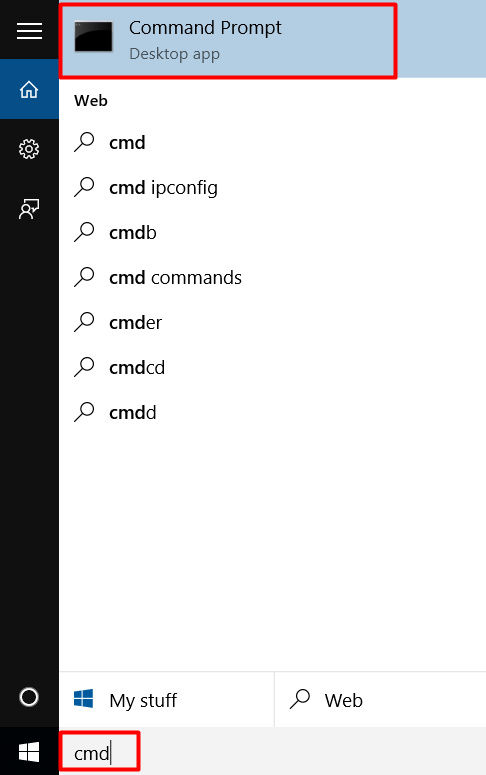 Command Prompt
Desktop app
Web
cmd
cmd ipconfig
cmdb
cmd commands
cmder
cmdcd
cmdd
My stuff
Web
cmd